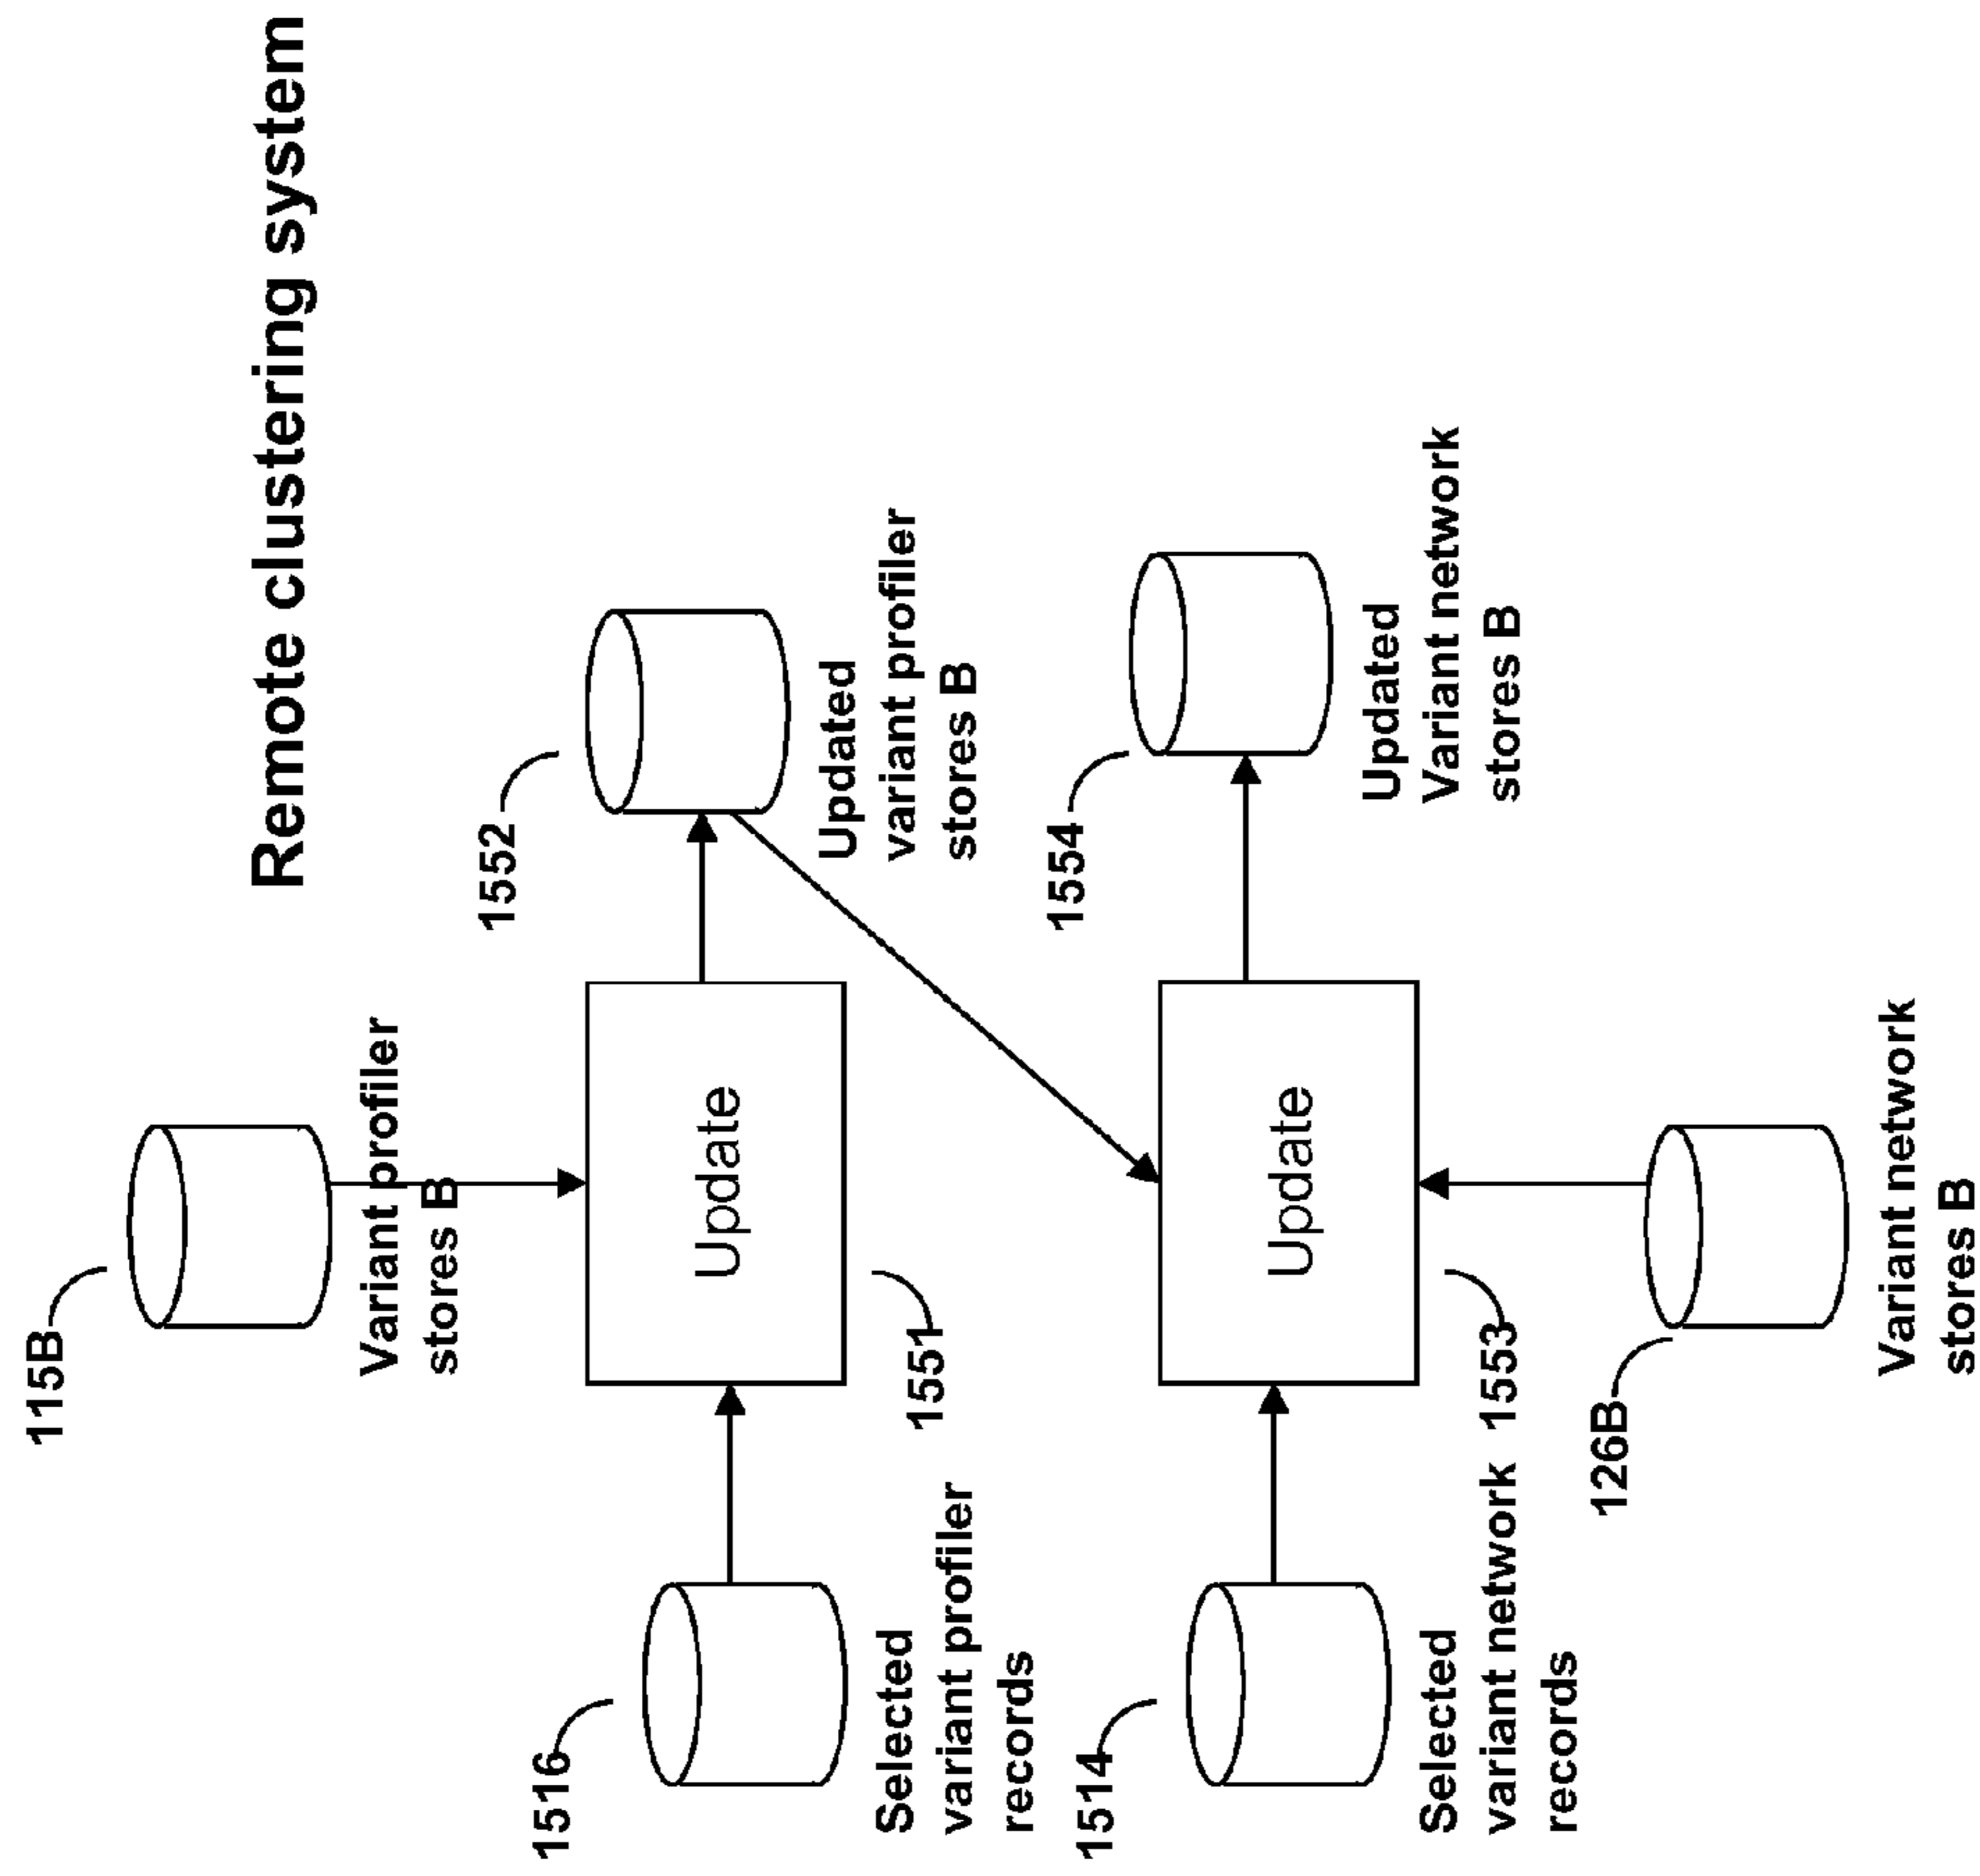 Remote clustering system
115B
Variant profiler
stores B
1552
Updated
variant profiler
stores B
Update
1551
1516
Selected
variant profiler
records
1554
Updated
Variant network
stores B
Update
1553
1514
Selected
variant network
records
126B
Variant network
stores B